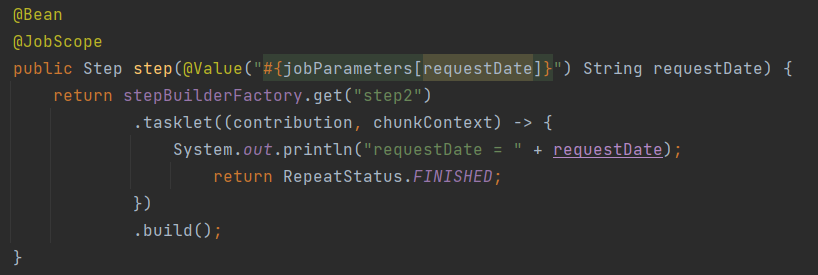 @Bean
@JobScope
public Step step(@Value("#{jobParameters[requestDate]}") String requestDate) {
    return stepBuilderFactory.get("step2")
            .tasklet((contribution, chunkContext) -> {
                System.out.println("requestDate = " + requestDate);
                    return RepeatStatus.FINISHED;
            })
            .build();
}